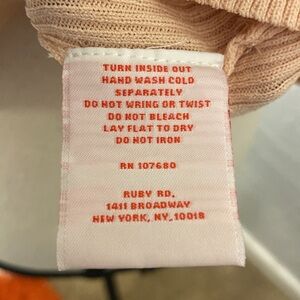 TURN INSIDE OUT
HAND WASH COLD
SEPARATELY
DO NOT WRING OR TWIST
DO NOT BLEACH
LAY FLAT TO DRY
DO NOT IRON
RN 107680
RUBY RD.
1411 BROADWAY
NEW YORK, NY, 10018